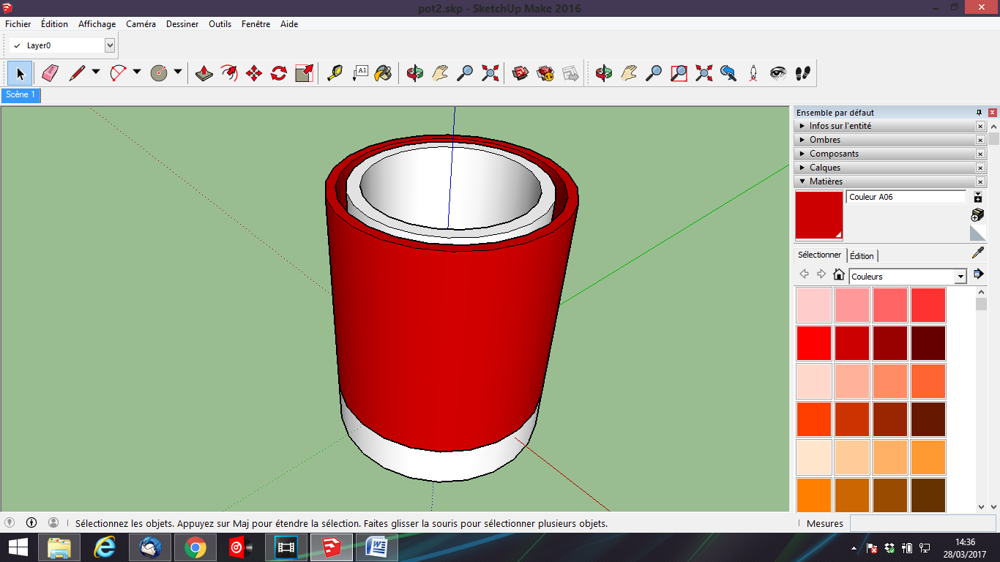 pot2.skp - SketchUp Make 2016
Fichier Édition Affichage Caméra Dessiner Outils Fenêtre Aide
Layer0
A1
Scène 1
Ensemble par défaut
Infos sur l'entité
Ombres
Composants
Calques
Matières
Couleur A06
Sélectionner Édition
Couleurs
Sélectionnez les objets. Appuyez sur Maj pour étendre la sélection. Faites glisser la souris pour sélectionner plusieurs objets.
Mesures
14:36
28/03/2017